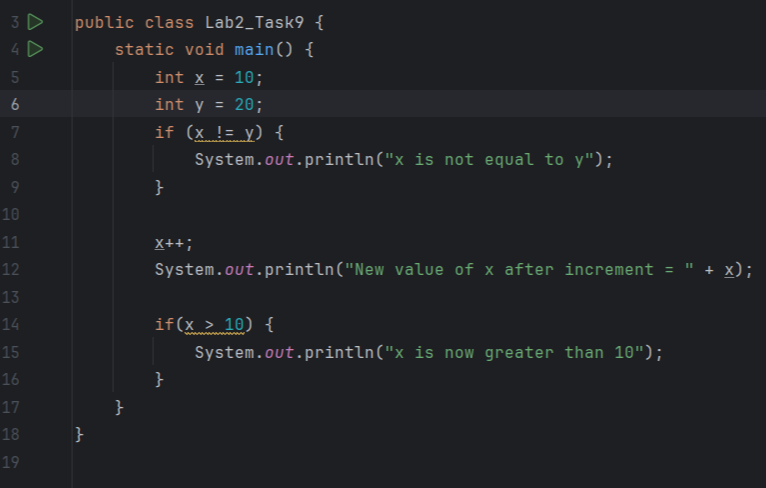 3 public class Lab2_Task9 {
4 static void main() {
5 int x = 10;
6 int y = 20;
7 if (x != y) {
8 System.out.println("x is not equal to y");
9 }
10
11 x++;
12 System.out.println("New value of x after increment = " + x);
13
14 if(x > 10) {
15 System.out.println("x is now greater than 10");
16 }
17 }
18 }
19